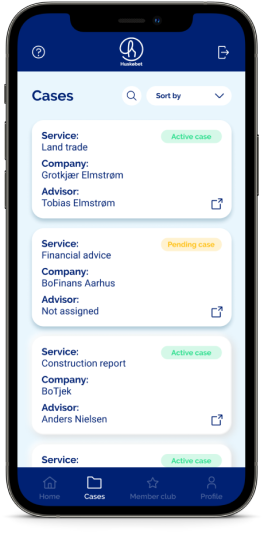 Huskebet
Cases
Sort by
Service:
Active case
Land trade
Company:
Grotkjær Elmstrøm
Advisor:
Tobias Elmstrøm
Service:
Pending case
Financial advice
Company:
BoFinans Aarhus
Advisor:
Not assigned
Service:
Active case
Construction report
Company:
BoTjek
Advisor:
Anders Nielsen
Service:
Active case
Home
Cases
Member club
Profile